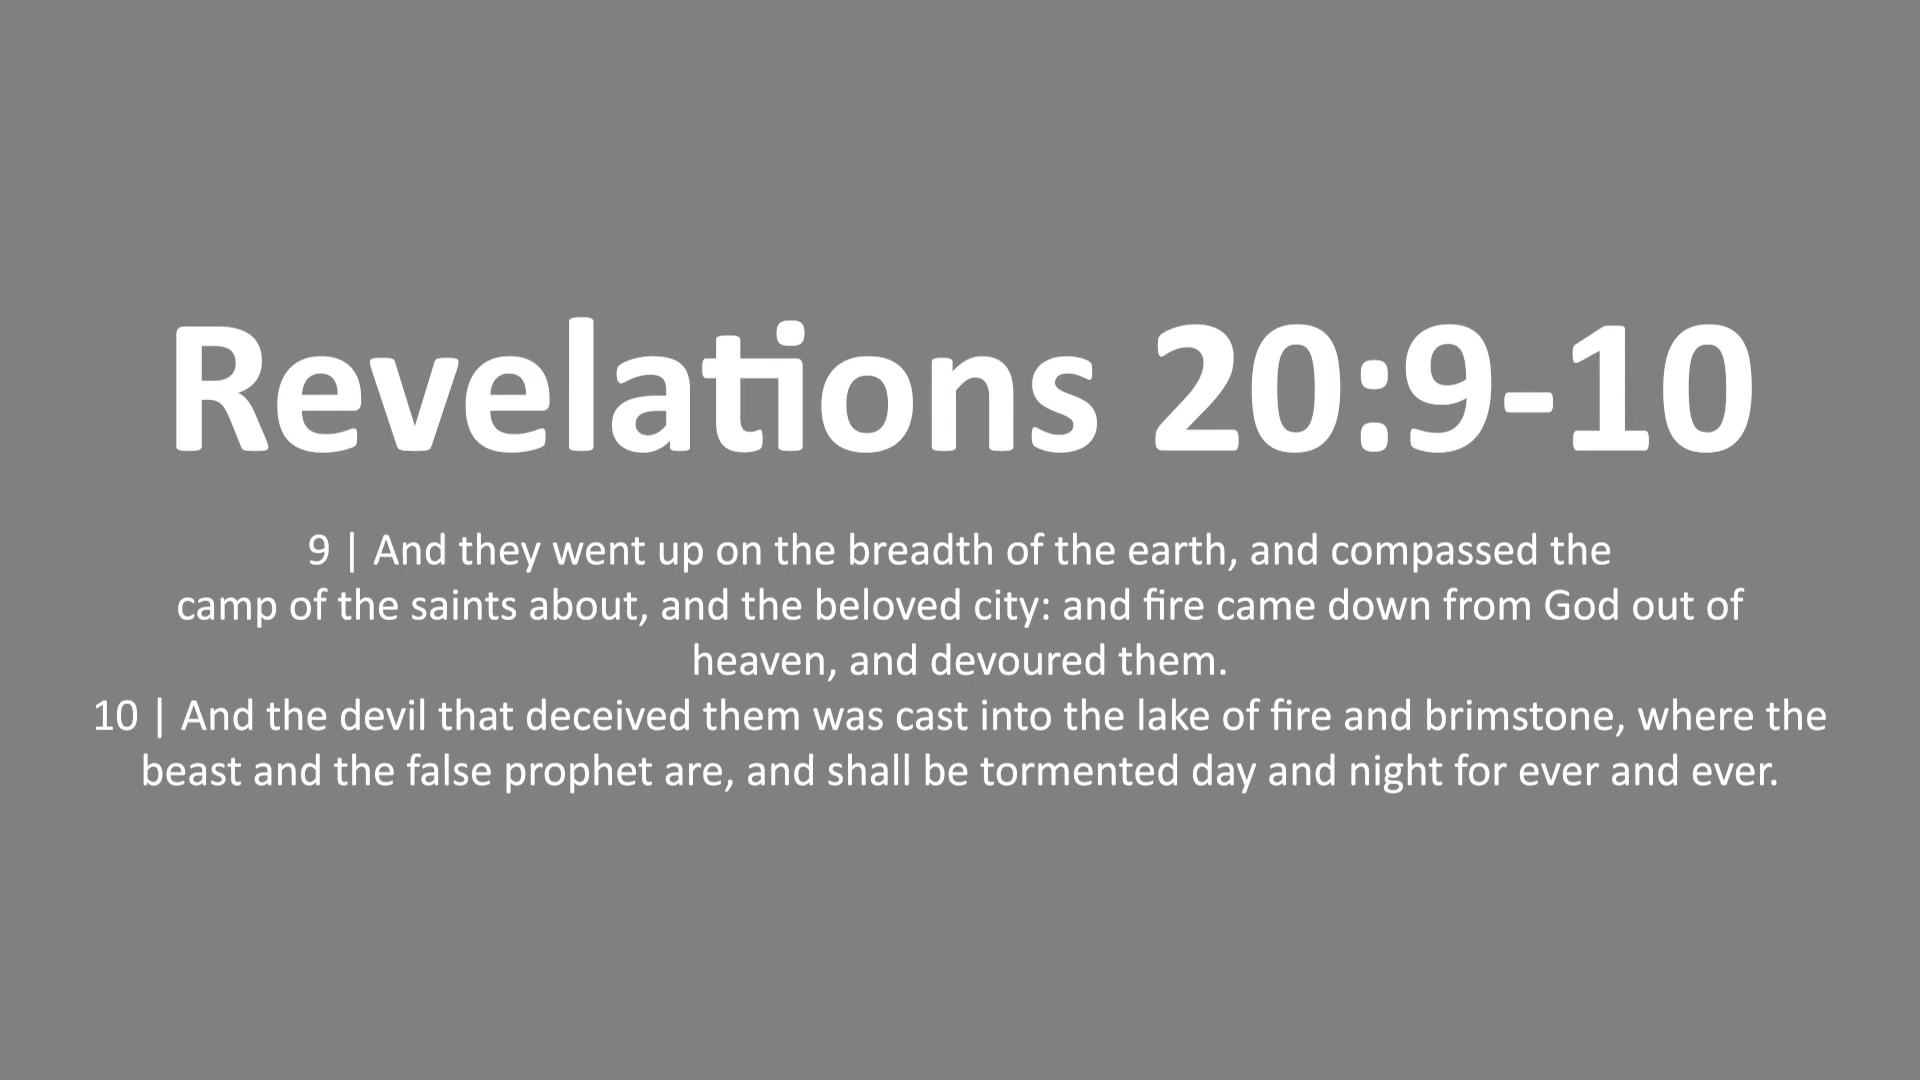 Revelations 20:9-10
9 | And they went up on the breadth of the earth, and compassed the
camp of the saints about, and the beloved city: and fire came down from God out of
heaven, and devoured them.
10 | And the devil that deceived them was cast into the lake of fire and brimstone, where the
beast and the false prophet are, and shall be tormented day and night for ever and ever.